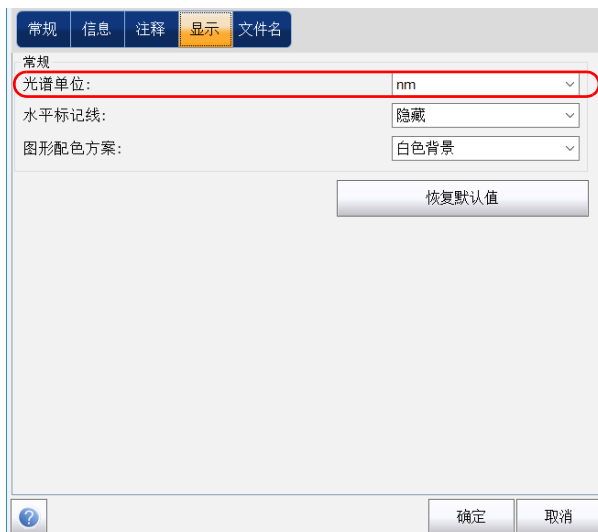 常规 信息 注释 显示 文件名
常规
光谱单位: nm
水平标记线: 隐藏
图形配色方案: 白色背景
恢复默认值
? 确定 取消